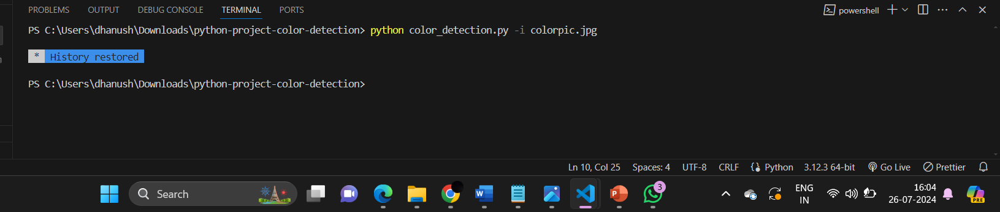 PROBLEMS OUTPUT DEBUG CONSOLE TERMINAL PORTS powershell
PS C:\Users\dhanush\Downloads\python-project-color-detection> python color_detection.py -i colorpic.jpg
* History restored
PS C:\Users\dhanush\Downloads\python-project-color-detection>
Ln 10, Col 25 Spaces: 4 UTF-8 CRLF Python 3.12.3 64-bit Go Live Prettier
Search 3 ENG 16:04
IN 26-07-2024 PRE